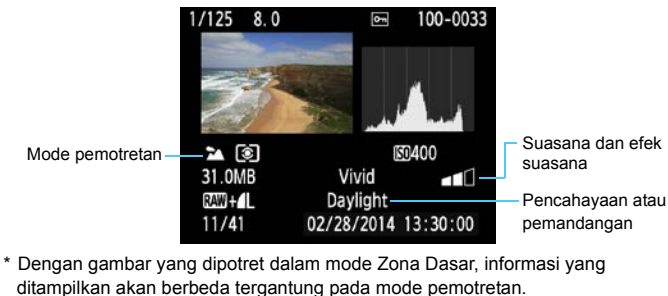 1/125 8.0 100-0033
Mode pemotretan
ISO400
Suasana dan efek
suasana
31.0MB Vivid
RAW+L Daylight
Pencahayaan atau
pemandangan
11/41 02/28/2014 13:30:00
* Dengan gambar yang dipotret dalam mode Zona Dasar, informasi yang
ditampilkan akan berbeda tergantung pada mode pemotretan.